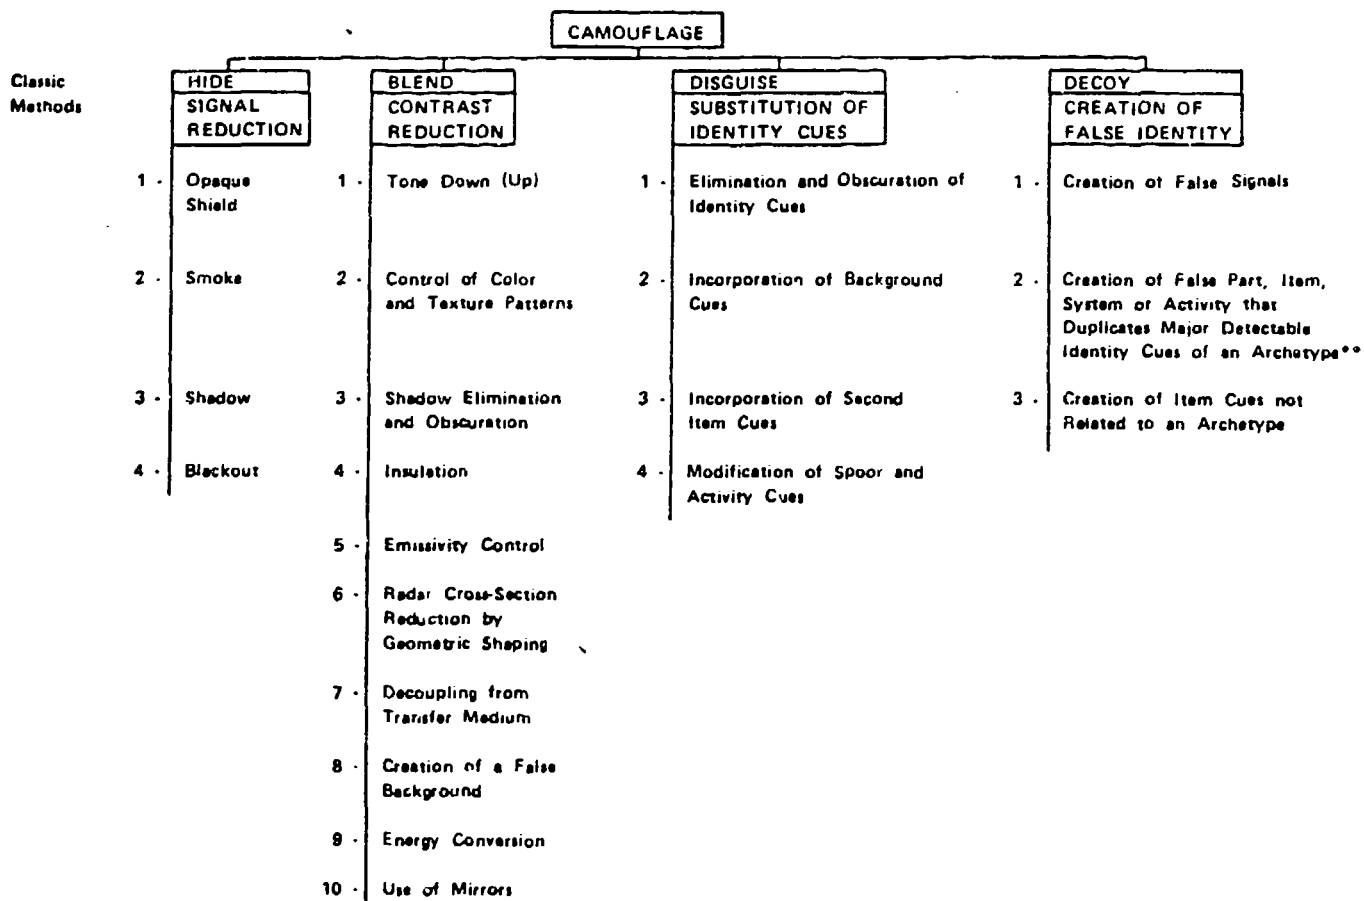 CAMOUFLAGE
Classic
Methods
HIDE
SIGNAL
REDUCTION
1 - Opaque
Shield
2 - Smoke
3 - Shadow
4 - Blackout
BLEND
CONTRAST
REDUCTION
1 - Tone Down (Up)
2 - Control of Color
and Texture Patterns
3 - Shadow Elimination
and Obscuration
4 - Insulation
5 - Emissivity Control
6 - Radar Cross-Section
Reduction by
Geometric Shaping
7 - Decoupling from
Transfer Medium
8 - Creation of a False
Background
9 - Energy Conversion
10 - Use of Mirrors
DISGUISE
SUBSTITUTION OF
IDENTITY CUES
1 - Elimination and Obscuration of
Identity Cues
2 - Incorporation of Background
Cues
3 - Incorporation of Second
Item Cues
4 - Modification of Spoor and
Activity Cues
DECOY
CREATION OF
FALSE IDENTITY
1 - Creation of False Signals
2 - Creation of False Part, Item,
System or Activity that
Duplicates Major Detectable
Identity Cues of an Archetype**
3 - Creation of Item Cues not
Related to an Archetype